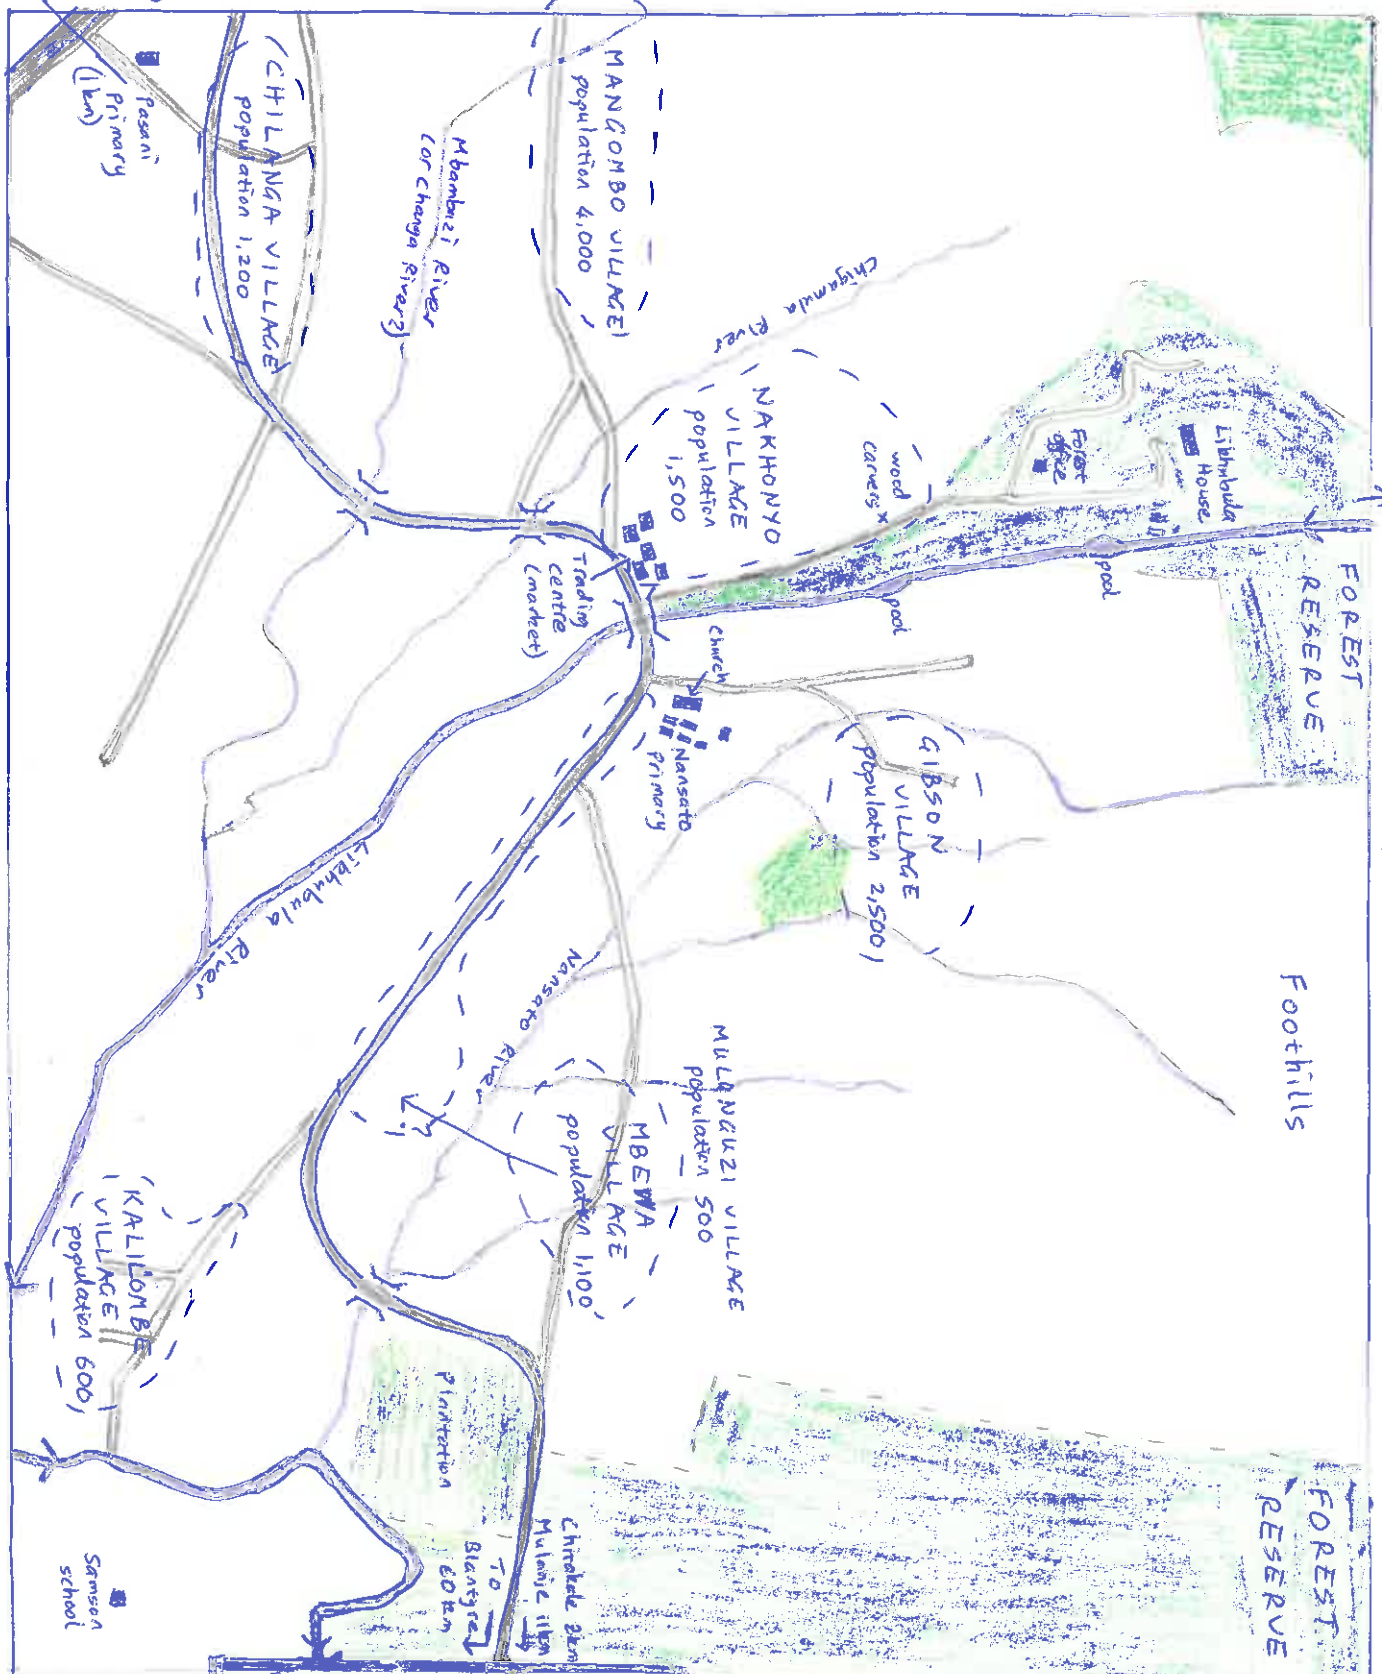 FOREST
RESERVE
Foothills
FOREST
RESERVE
Likhubula
House
Forest
office
pool
pool
wood
carvers x
Chigamula River
NAKHONYO
VILLAGE
population
1,500
MANGOMBO VILLAGE)
population 4,000
Mbambazi River
(or changa River?)
(CHILANGA VILLAGE)
population 1,200
Pasani
Primary
(1km)
Trading
centre
(market)
church
Nansato
primary
(GIBSON
VILLAGE
population 2,500)
MULANGUZI VILLAGE
population 500
Nansato River
MBEWA
VILLAGE
population 1,100
?
Likhubula River
(KALILOMBE
VILLAGE
(population 600)
Plantation
Chitakale 2km
Mulanje 11km
TO
Blantyre
60km
Samson
school